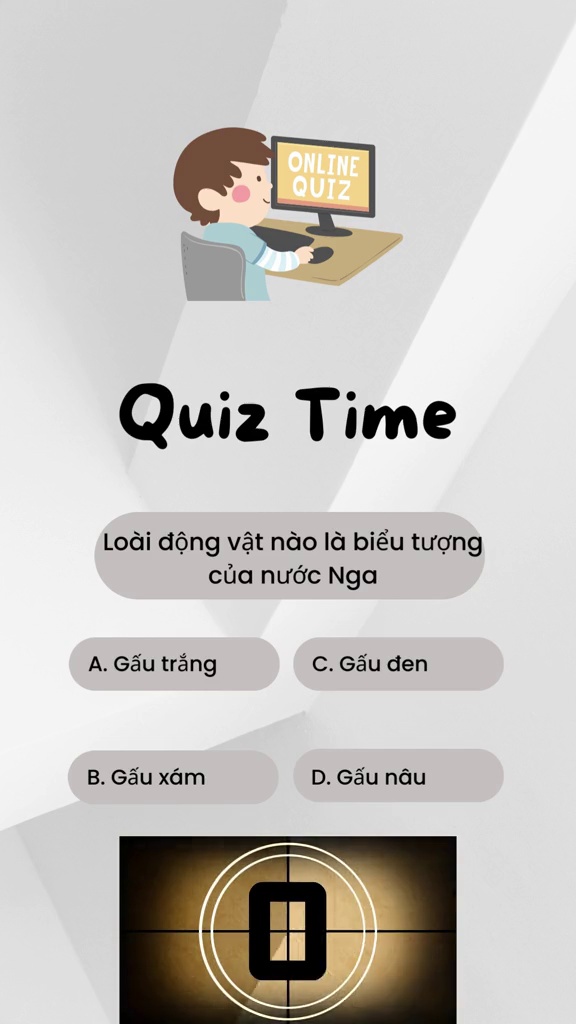 ONLINE
QUIZ
Quiz Time
Loài động vật nào là biểu tượng
của nước Nga
A. Gấu trắng
C. Gấu đen
B. Gấu xám
D. Gấu nâu
0